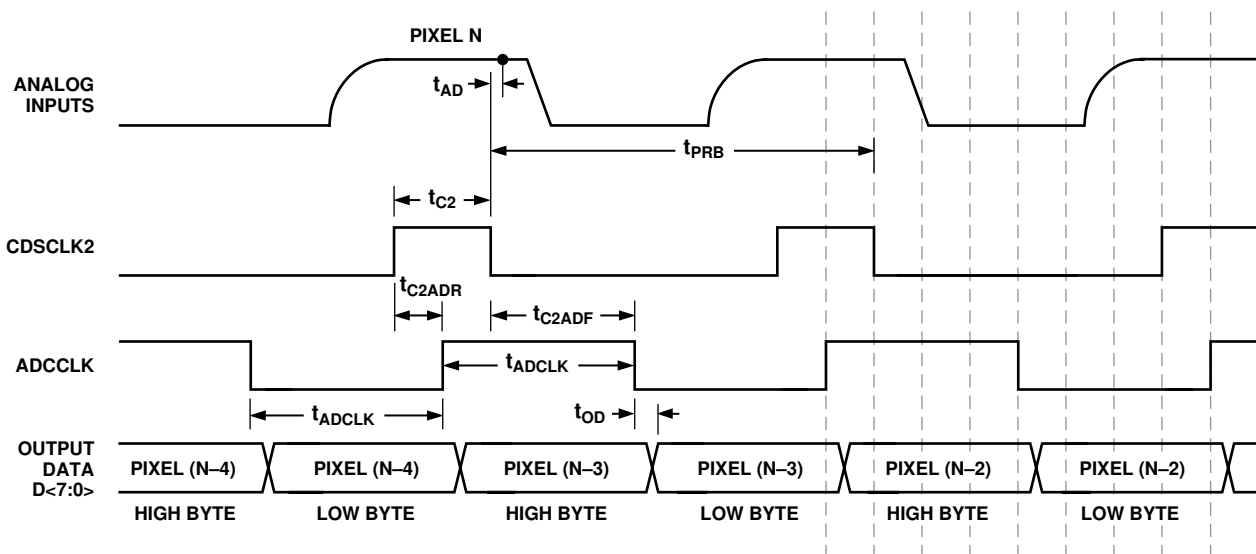 PIXEL N
ANALOG
INPUTS
tAD
tPRB
tC2
CDSCLK2
tC2ADR
tC2ADF
ADCCLK
tADCLK
tADCLK
tOD
OUTPUT
DATA
D<7:0>
PIXEL (N–4)
PIXEL (N–4)
PIXEL (N–3)
PIXEL (N–3)
PIXEL (N–2)
PIXEL (N–2)
HIGH BYTE
LOW BYTE
HIGH BYTE
LOW BYTE
HIGH BYTE
LOW BYTE